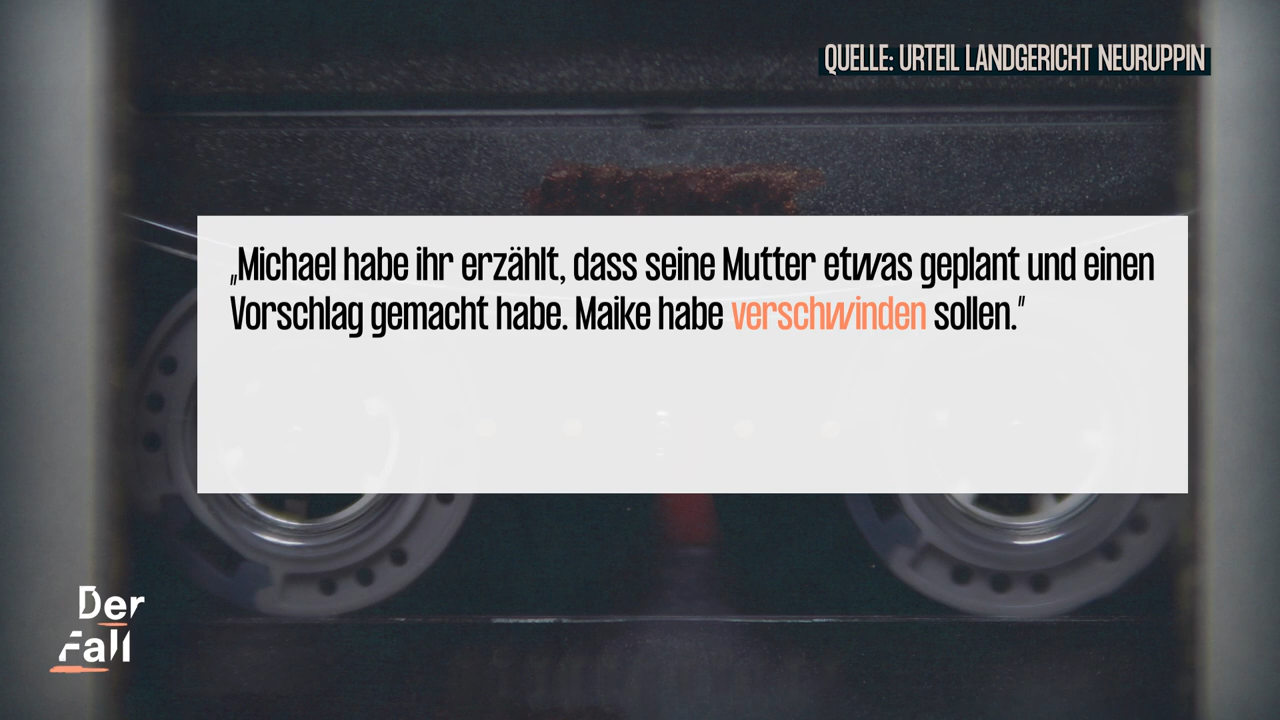 QUELLE: URTEIL LANDGERICHT NEURUPPIN
„Michael habe ihr erzählt, dass seine Mutter etwas geplant und einen
Vorschlag gemacht habe. Maike habe verschwinden sollen."
Der
Fall